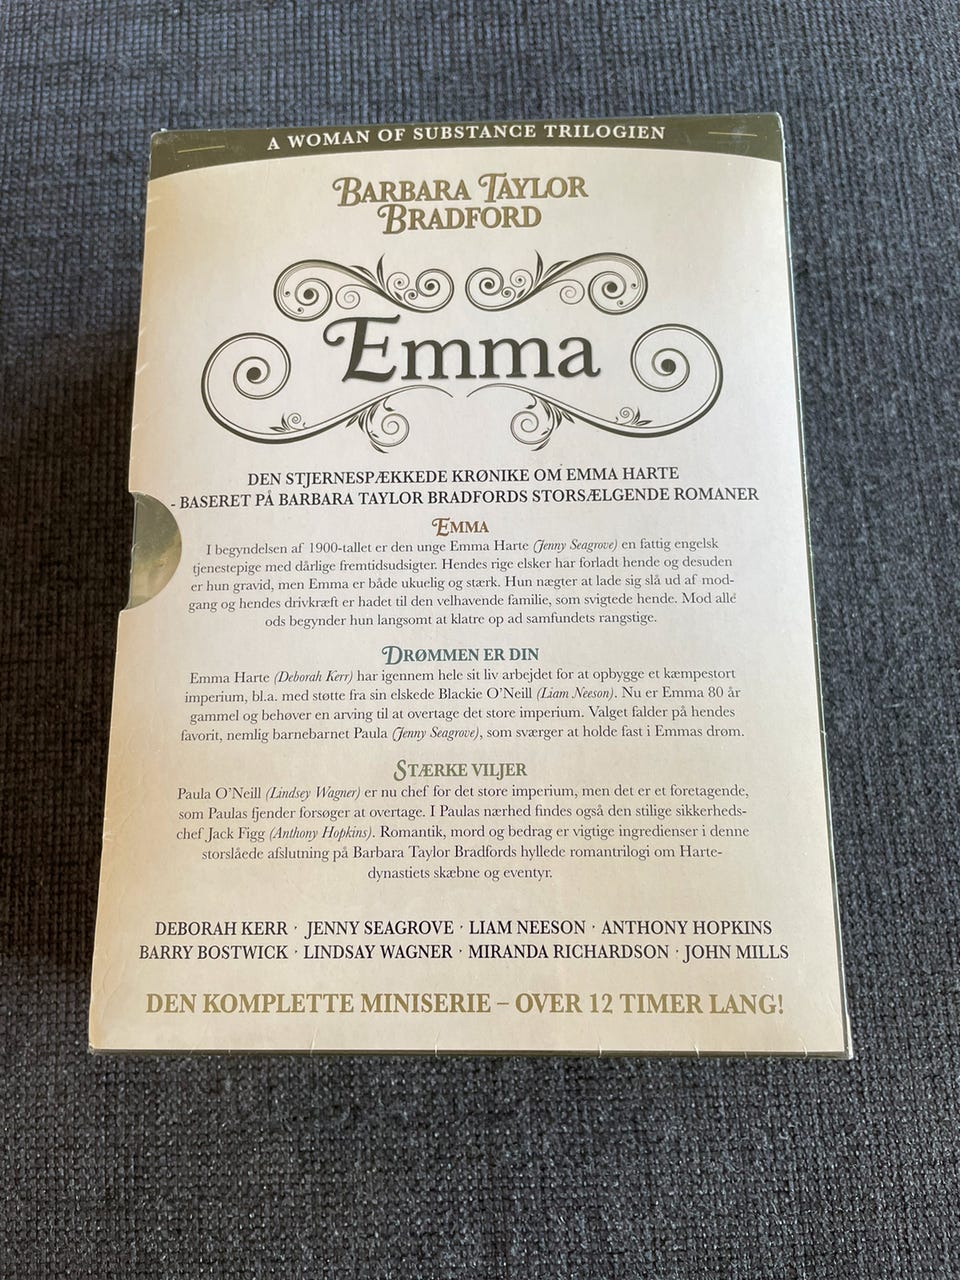 A WOMAN OF SUBSTANCE TRILOGIEN
BARBARA TAYLOR
BRADFORD
Emma
DEN STJERNESPÆKKEDE KRØNIKE OM EMMA HARTE
- BASERET PÅ BARBARA TAYLOR BRADFORDS STORSÆLGENDE ROMANER
EMMA
I begyndelsen af 1900-tallet er den unge Emma Harte (Jenny Seagrove) en fattig engelsk
tjenestepige med dårlige fremtidsudsigter. Hendes rige elsker har forladt hende og desuden
er hun gravid, men Emma er både ukuelig og stærk. Hun nægter at lade sig slå ud af mod-
gang og hendes drivkræft er hadet til den velhavende familie, som svigtede hende. Mod alle
ods begynder hun langsomt at klatre op ad samfundets rangstige.
DRØMMEN ER DIN
Emma Harte (Deborah Kerr) har igennem hele sit liv arbejdet for at opbygge et kæmpestort
imperium, bl.a. med støtte fra sin elskede Blackie O'Neill (Liam Neeson). Nu er Emma 80 år
gammel og behøver en arving til at overtage det store imperium. Valget falder på hendes
favorit, nemlig barnebarnet Paula (Jenny Seagrove), som sværger at holde fast i Emmas drøm.
STÆRKE VILJER
Paula O'Neill (Lindsey Wagner) er nu chef for det store imperium, men det er et foretagende,
som Paulas fjender forsøger at overtage. I Paulas nærhed findes også den stilige sikkerheds-
chef Jack Figg (Anthony Hopkins). Romantik, mord og bedrag er vigtige ingredienser i denne
storslåede afslutning på Barbara Taylor Bradfords hyllede romantrilogi om Harte-
dynastiets skæbne og eventyr.
DEBORAH KERR · JENNY SEAGROVE · LIAM NEESON · ANTHONY HOPKINS
BARRY BOSTWICK · LINDSAY WAGNER · MIRANDA RICHARDSON · JOHN MILLS
DEN KOMPLETTE MINISERIE – OVER 12 TIMER LANG!